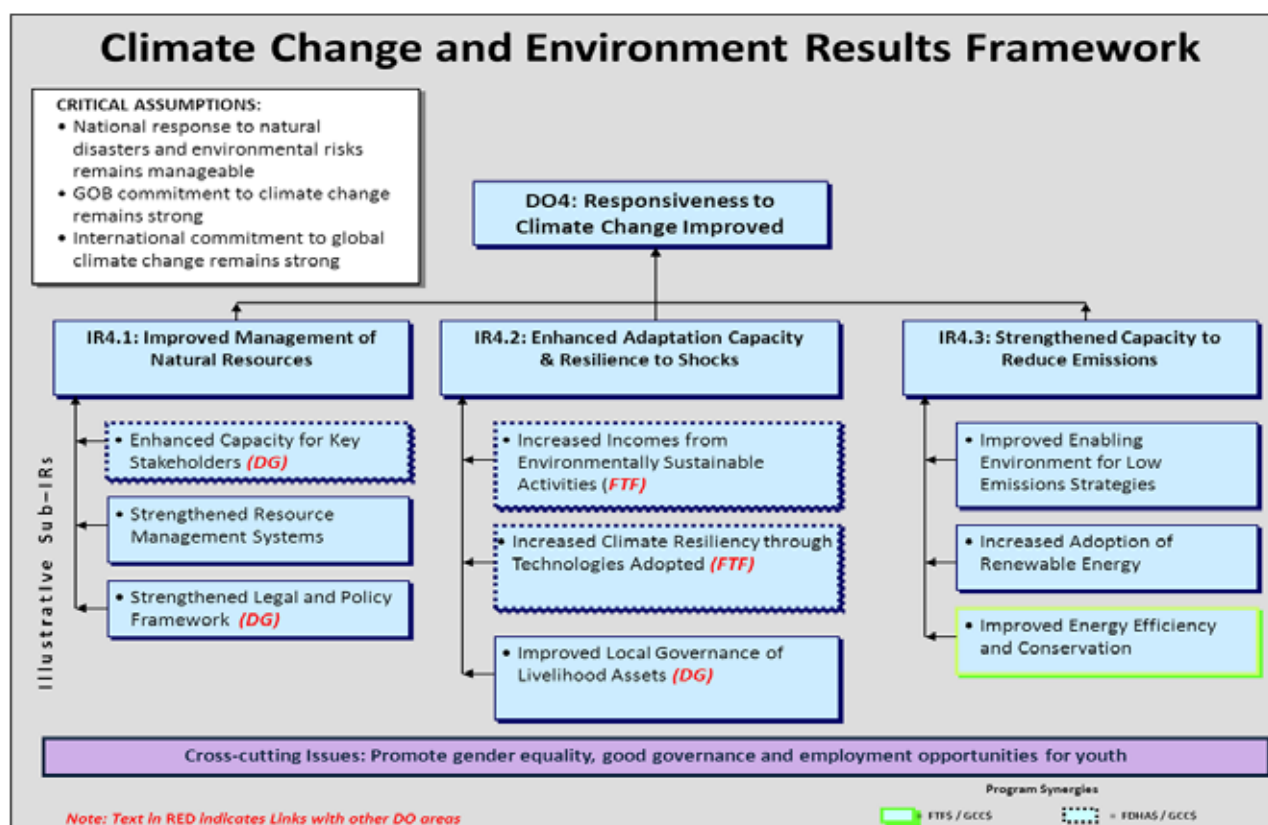 Climate Change and Environment Results Framework
CRITICAL ASSUMPTIONS:
• National response to natural
disasters and environmental risks
remains manageable
• GOB commitment to climate change
remains strong
• International commitment to global
climate change remains strong
DO4: Responsiveness to
Climate Change Improved
IR4.1: Improved Management of
Natural Resources
IR4.2: Enhanced Adaptation Capacity
& Resilience to Shocks
IR4.3: Strengthened Capacity to
Reduce Emissions
Illustrative Sub-IRs
• Enhanced Capacity for Key
Stakeholders (DG)
• Strengthened Resource
Management Systems
• Strengthened Legal and Policy
Framework (DG)
• Increased Incomes from
Environmentally Sustainable
Activities (FTF)
• Increased Climate Resiliency through
Technologies Adopted (FTF)
• Improved Local Governance of
Livelihood Assets (DG)
• Improved Enabling
Environment for Low
Emissions Strategies
• Increased Adoption of
Renewable Energy
• Improved Energy Efficiency
and Conservation
Cross-cutting Issues: Promote gender equality, good governance and employment opportunities for youth
Note: Text in RED indicates Links with other DO areas
Program Synergies
= FTF$ / GCC$
= FDHA$ / GCC$